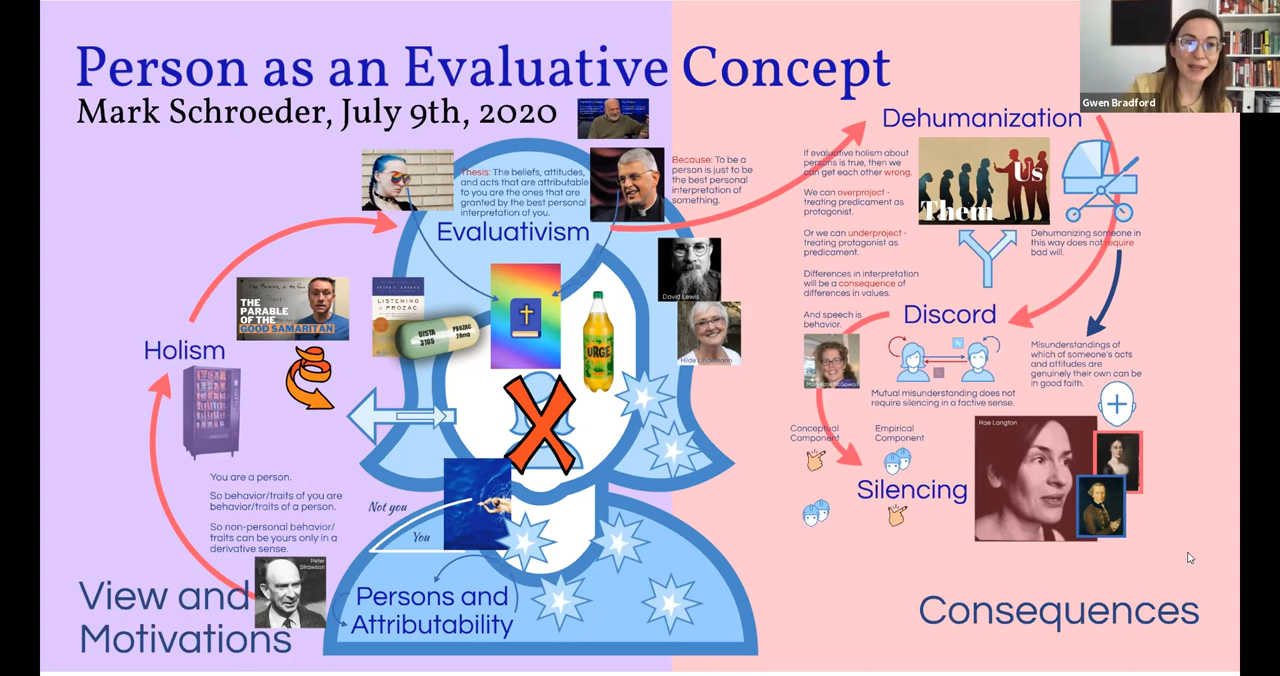 Person as an Evaluative Concept
Mark Schroeder, July 9th, 2020
Gwen Bradford
Thesis: The beliefs, attitudes,
and acts that are attributable
to you are the ones that are
granted by the best personal
interpretation of you.
Because: To be a
person is just to be
the best personal
interpretation of
something.
Evaluativism
THE
PARABLE
OF THE
GOOD SAMARITAN
LISTENING
to PROZAC
DISTA
3105
PROZAC
20mg
URGE
David Lewis
Hilde Lindemann
Holism
You are a person.
So behavior/traits of you are
behavior/traits of a person.
So non-personal behavior/
traits can be yours only in a
derivative sense.
Peter
Strawson
Not you
You
Persons and
Attributability
View and
Motivations
Dehumanization
If evaluative holism about
persons is true, then we
can get each other wrong.
We can overproject -
treating predicament as
protagonist.
Or we can underproject -
treating protagonist as
predicament.
Differences in interpretation
will be a consequence of
differences in values.
And speech is
behavior.
Us
Them
Dehumanizing someone in
this way does not require
bad will.
Discord
Misunderstandings of
which of someone's acts
and attitudes are
genuinely their own can be
in good faith.
Mutual misunderstanding does not
require silencing in a factive sense.
Conceptual
Component
Empirical
Component
Silencing
Rae Langton
Consequences